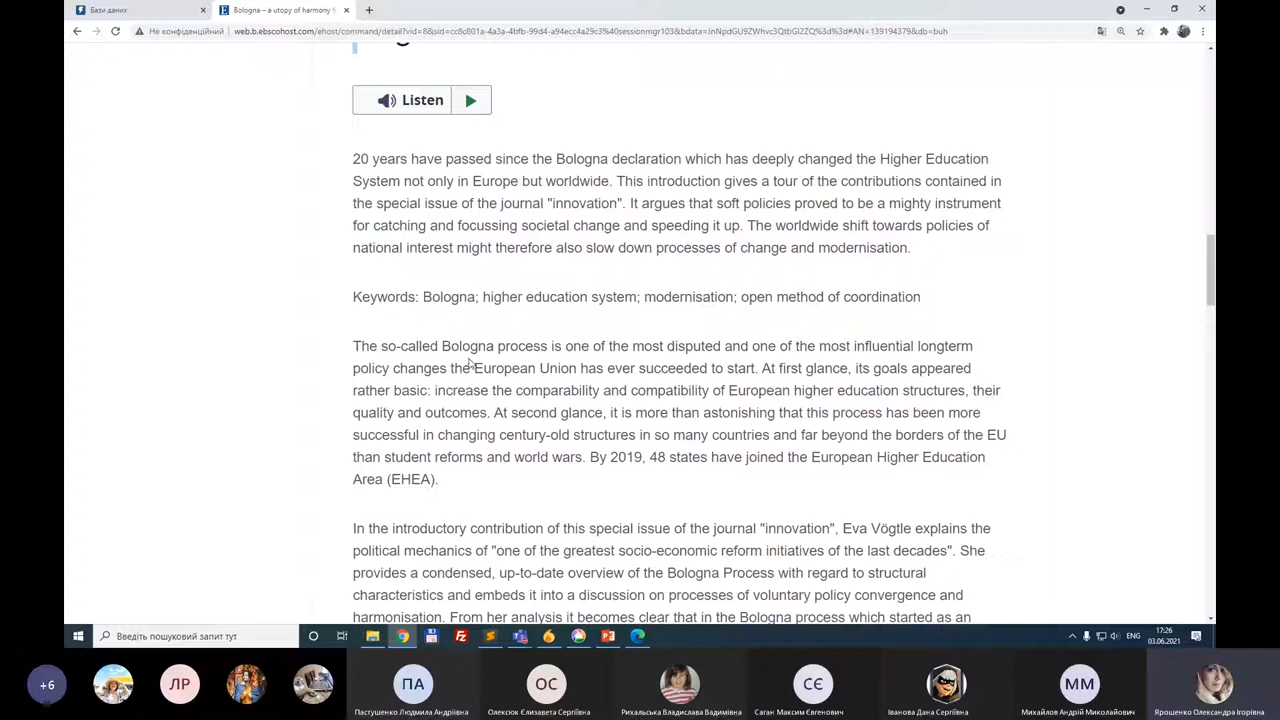 Бази даних
Bologna – a utopy of harmony f
Не конфіденційний
web.b.ebscohost.com/ehost/command/detail?vid=8&sid=cc8c801a-4a3a-4bfb-99d4-a94ecc4a29c3%40sessionmgr103&bdata=JnNpdGU9ZWhvc3QtbGl2ZQ%3d%3d#AN=139194379&db=buh
Listen
20 years have passed since the Bologna declaration which has deeply changed the Higher Education
System not only in Europe but worldwide. This introduction gives a tour of the contributions contained in
the special issue of the journal "innovation". It argues that soft policies proved to be a mighty instrument
for catching and focussing societal change and speeding it up. The worldwide shift towards policies of
national interest might therefore also slow down processes of change and modernisation.
Keywords: Bologna; higher education system; modernisation; open method of coordination
The so-called Bologna process is one of the most disputed and one of the most influential longterm
policy changes the European Union has ever succeeded to start. At first glance, its goals appeared
rather basic: increase the comparability and compatibility of European higher education structures, their
quality and outcomes. At second glance, it is more than astonishing that this process has been more
successful in changing century-old structures in so many countries and far beyond the borders of the EU
than student reforms and world wars. By 2019, 48 states have joined the European Higher Education
Area (EHEA).
In the introductory contribution of this special issue of the journal "innovation", Eva Vögtle explains the
political mechanics of "one of the greatest socio-economic reform initiatives of the last decades". She
provides a condensed, up-to-date overview of the Bologna Process with regard to structural
characteristics and embeds it into a discussion on processes of voluntary policy convergence and
harmonisation. From her analysis it becomes clear that in the Bologna process which started as an
Введіть пошуковий запит тут
ENG
17:26
03.06.2021
+6
ЛР
ПА
ОС
СЄ
ММ
Пастушенко Людмила Андріївна
Олексюк Єлизавета Сергіївна
Рихальська Владислава Вадимівна
Саган Максим Євгенович
Іванова Дана Сергіївна
Михайлов Андрій Миколайович
Ярошенко Олександра Ігорівна